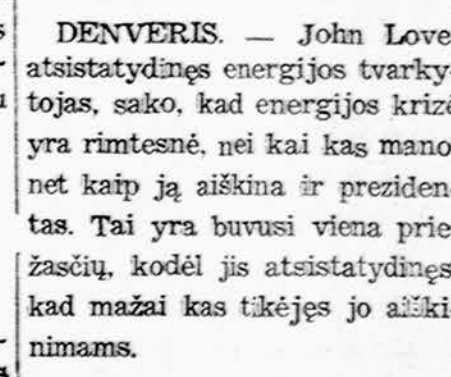 DENVERIS. — John Love
atsistatydinęs energijos tvarky-
tojas, sako, kad energijos krizė
yra rimtesnė, nei kai kas mano
net kaip ją aiškina ir preziden-
tas. Tai yra buvusi viena prie
žasčių, kodėl jis atsistatydinęs
kad mažai kas tikėjęs jo aiški-
nimams.